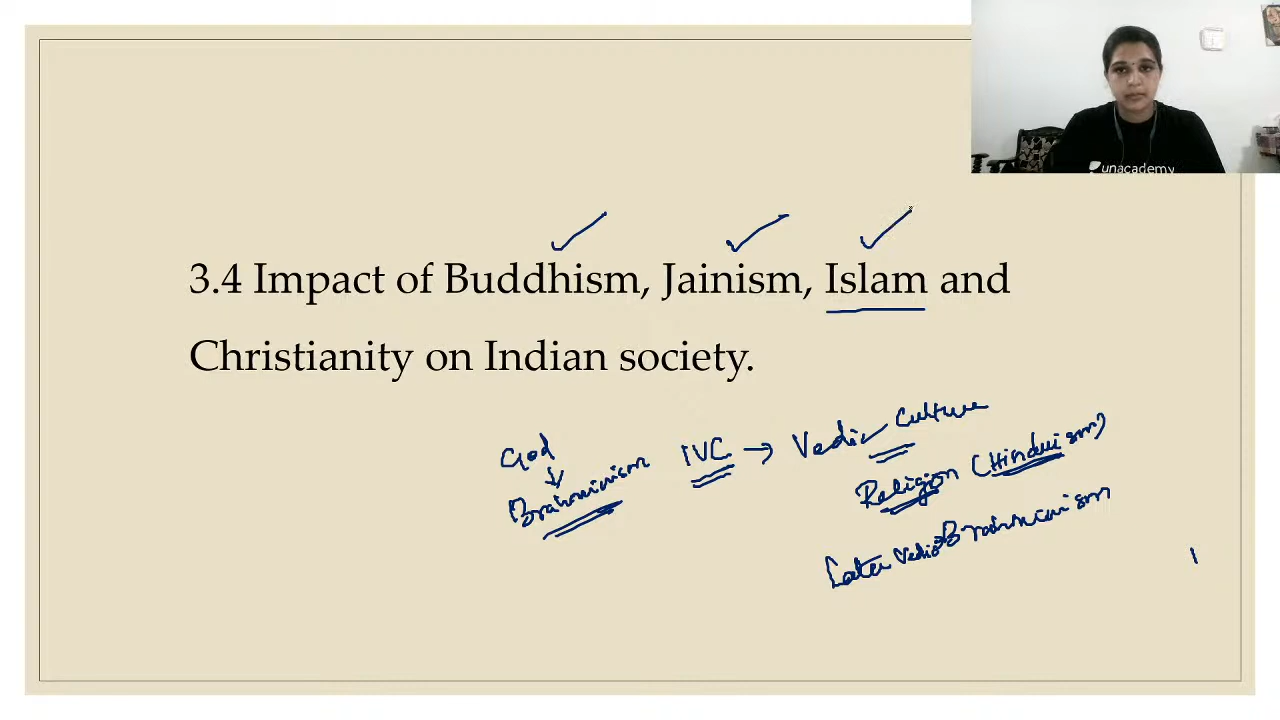 unacademy
3.4 Impact of Buddhism, Jainism, Islam and
Christianity on Indian society.
God
Brahminism
IVC → Vedic Culture
Religion (Hinduism)
Later Vedic Brahmanism